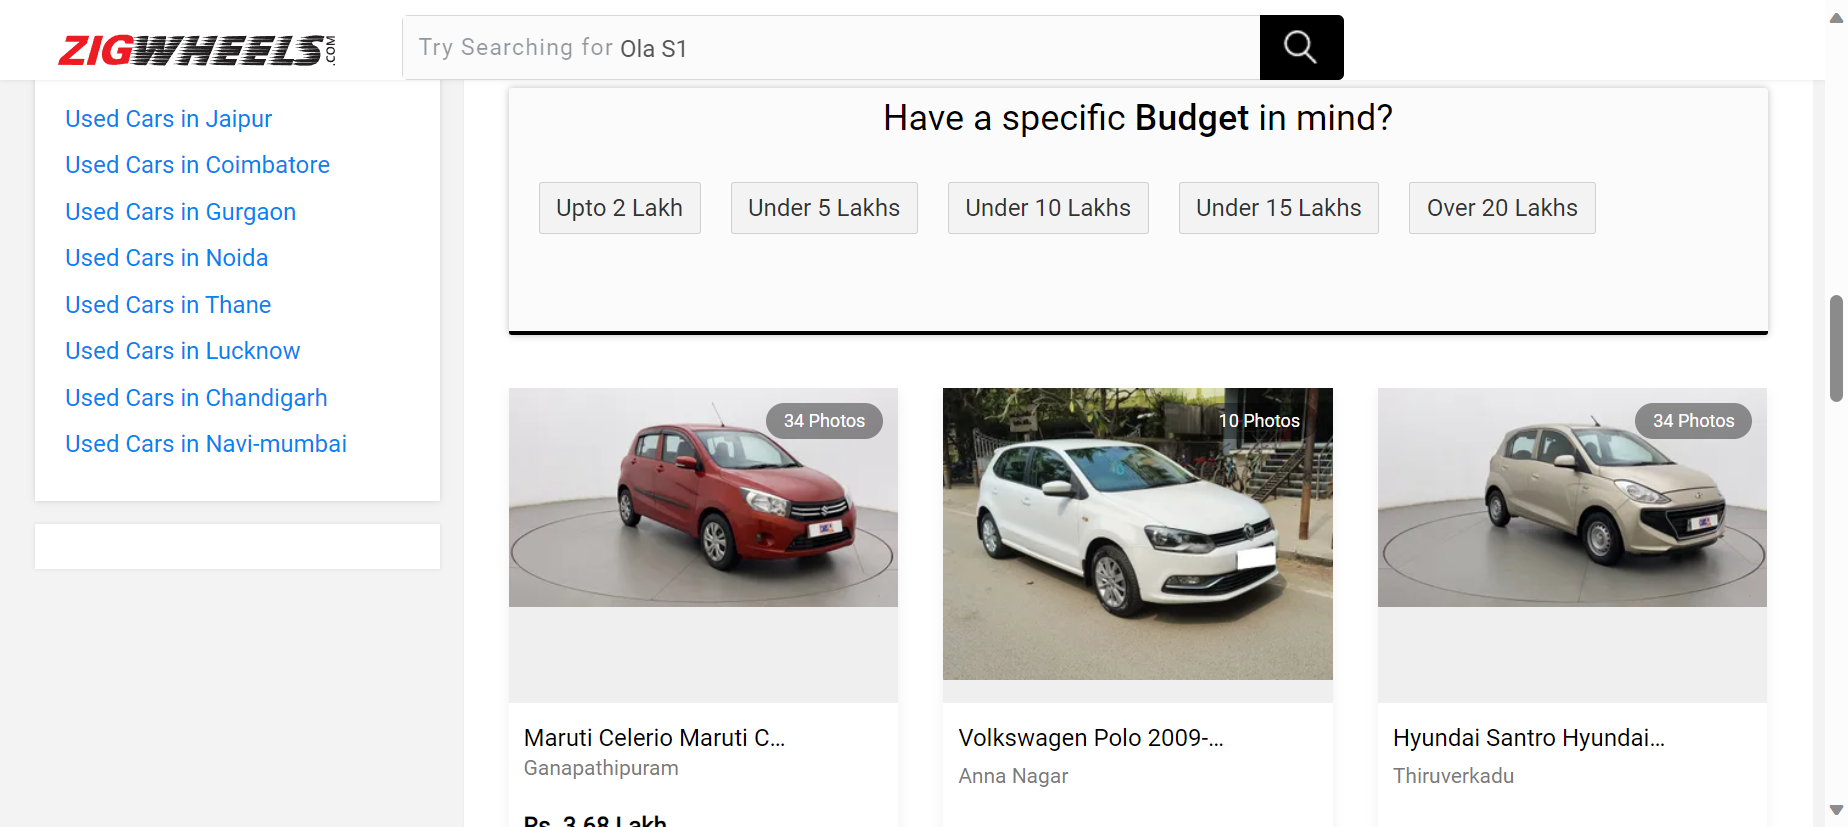 ZIGWHEELS.COM
Try Searching for Ola S1
Used Cars in Jaipur
Used Cars in Coimbatore
Used Cars in Gurgaon
Used Cars in Noida
Used Cars in Thane
Used Cars in Lucknow
Used Cars in Chandigarh
Used Cars in Navi-mumbai
Have a specific Budget in mind?
Upto 2 Lakh
Under 5 Lakhs
Under 10 Lakhs
Under 15 Lakhs
Over 20 Lakhs
34 Photos
10 Photos
34 Photos
Maruti Celerio Maruti C...
Ganapathipuram
Rs. 3.68 Lakh
Volkswagen Polo 2009-...
Anna Nagar
Hyundai Santro Hyundai...
Thiruverkadu